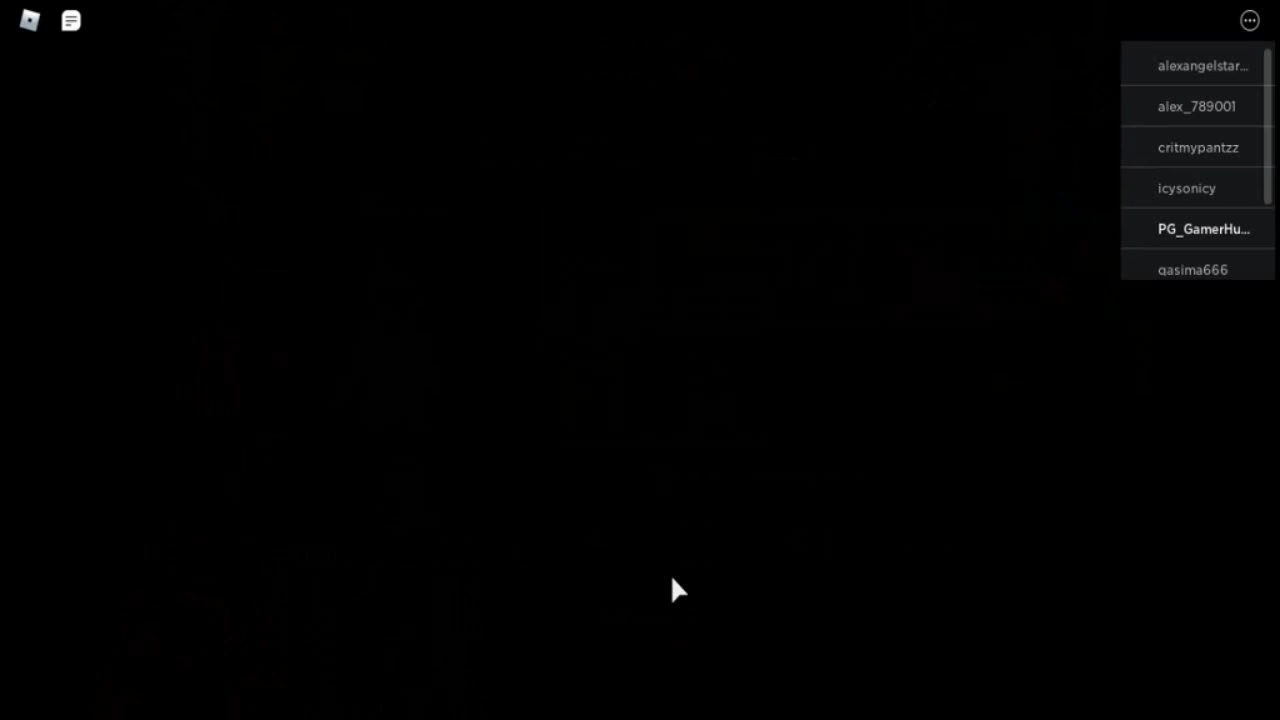 alexangelstar...
alex_789001
critmypantzz
icysonicy
PG_GamerHu...
qasima666